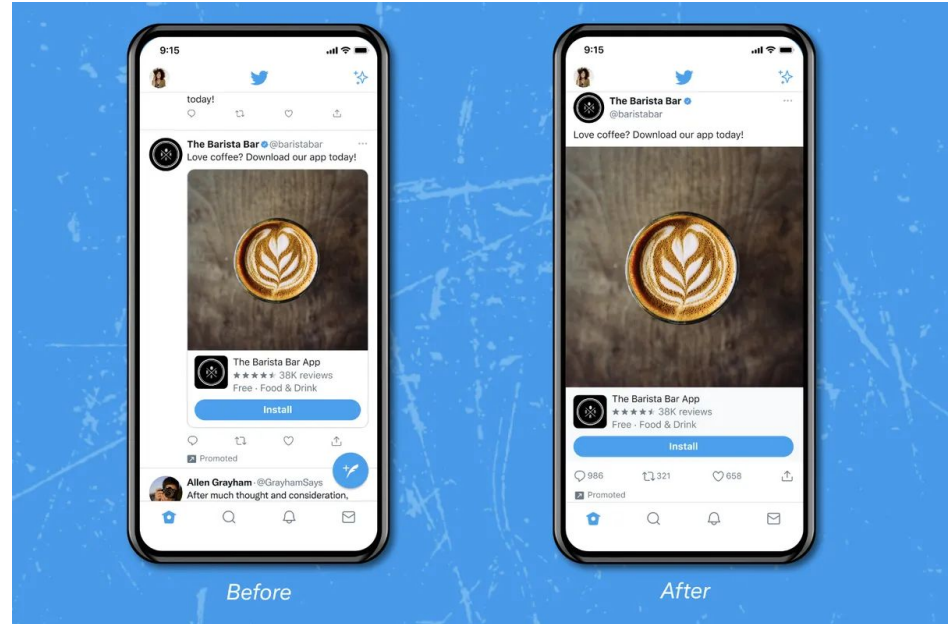 9:15
today!
The Barista Bar @baristabar
Love coffee? Download our app today!
The Barista Bar App
★★★★⯨ 38K reviews
Free · Food & Drink
Install
Promoted
Allen Grayham · @GrayhamSays
After much thought and consideration,
Before
9:15
The Barista Bar
@baristabar
Love coffee? Download our app today!
The Barista Bar App
★★★★⯨ 38K reviews
Free · Food & Drink
Install
986 321 658
Promoted
After